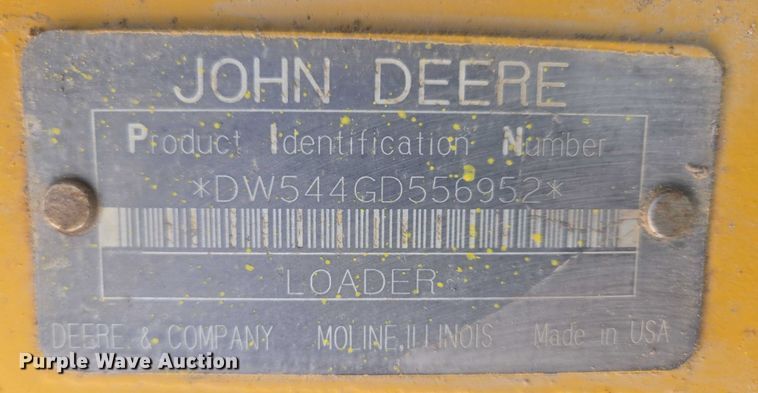 JOHN DEERE
Product Identification Number
*DW544GD556952*
LOADER
DEERE & COMPANY MOLINE, ILLINOIS Made in USA
Purple Wave Auction